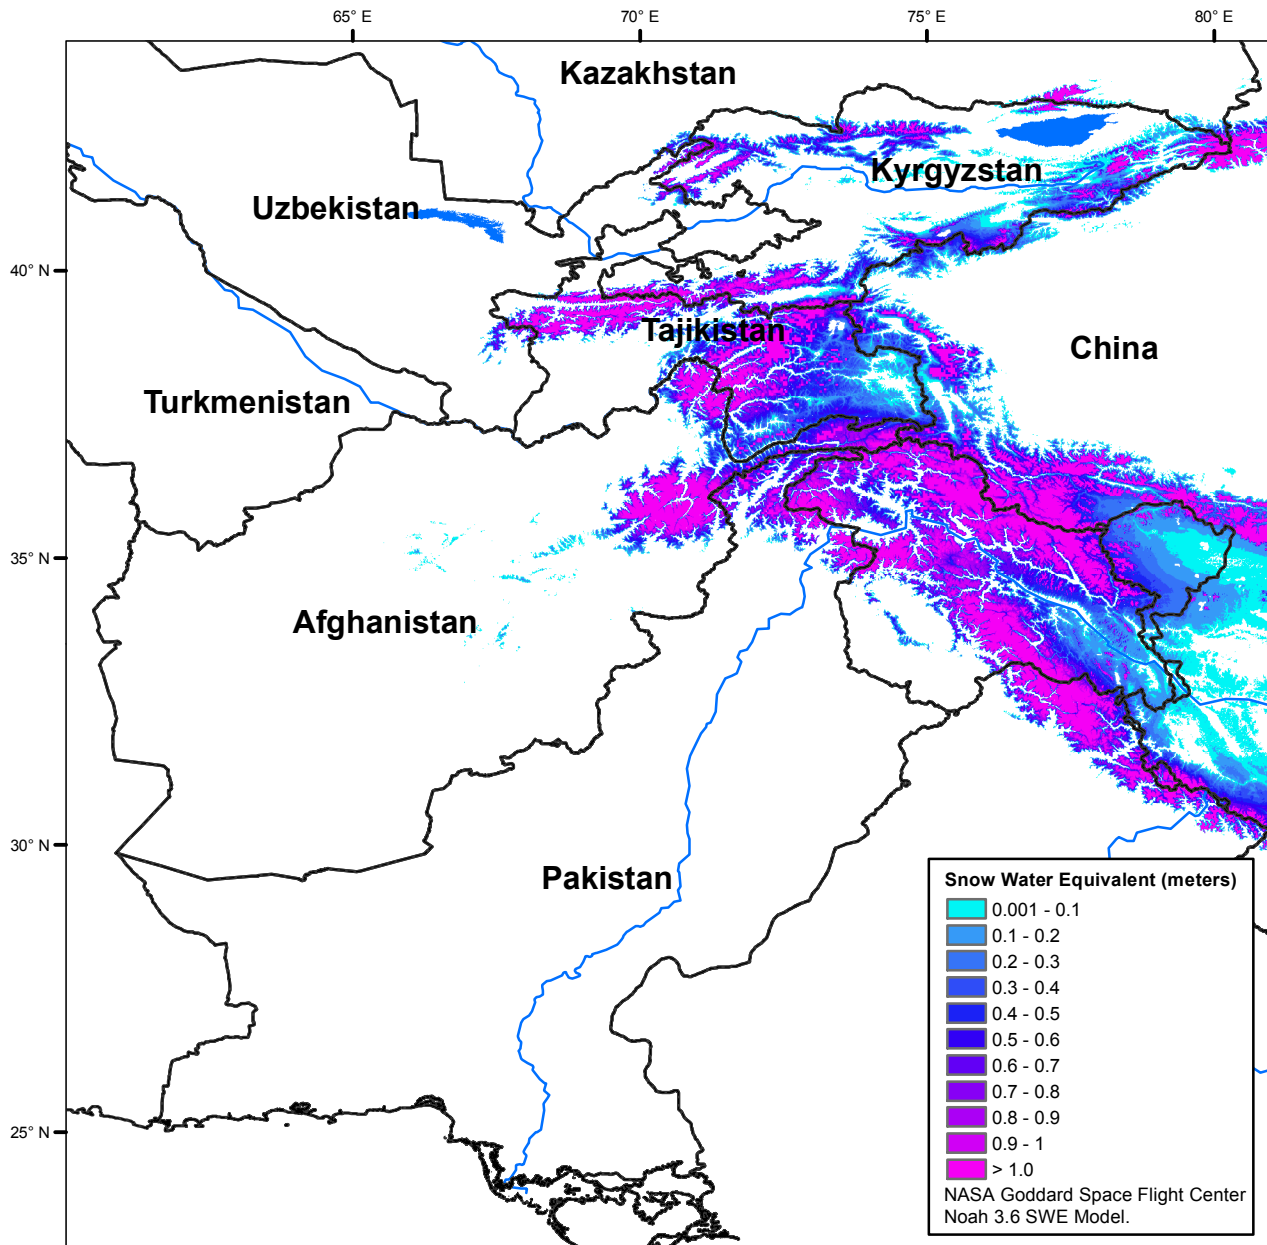 65° E
70° E
75° E
80° E
Kazakhstan
Kyrgyzstan
Uzbekistan
40° N
Tajikistan
China
Turkmenistan
35° N
Afghanistan
30° N
Pakistan
25° N
Snow Water Equivalent (meters)
0.001 - 0.1
0.1 - 0.2
0.2 - 0.3
0.3 - 0.4
0.4 - 0.5
0.5 - 0.6
0.6 - 0.7
0.7 - 0.8
0.8 - 0.9
0.9 - 1
> 1.0
NASA Goddard Space Flight Center
Noah 3.6 SWE Model.